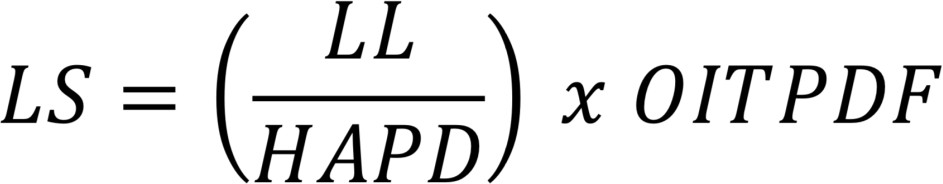 LS = (LL / HAPD) x OITPDF